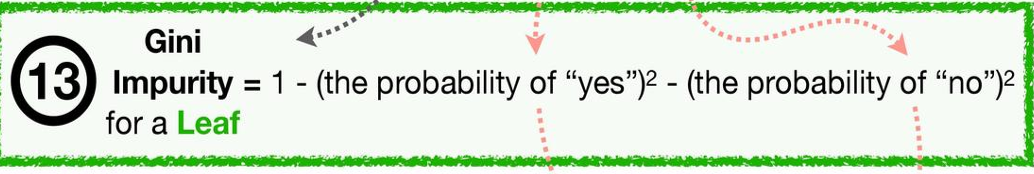 13
Gini
Impurity = 1 - (the probability of “yes”)² - (the probability of “no”)²
for a Leaf